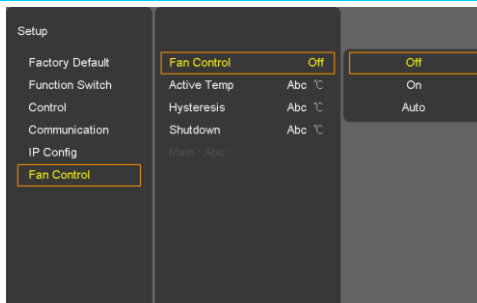 Setup
Factory Default
Function Switch
Control
Communication
IP Config
Fan Control
Fan Control Off
Active Temp Abc ℃
Hysteresis Abc ℃
Shutdown Abc ℃
Main : Abc℃
Off
On
Auto